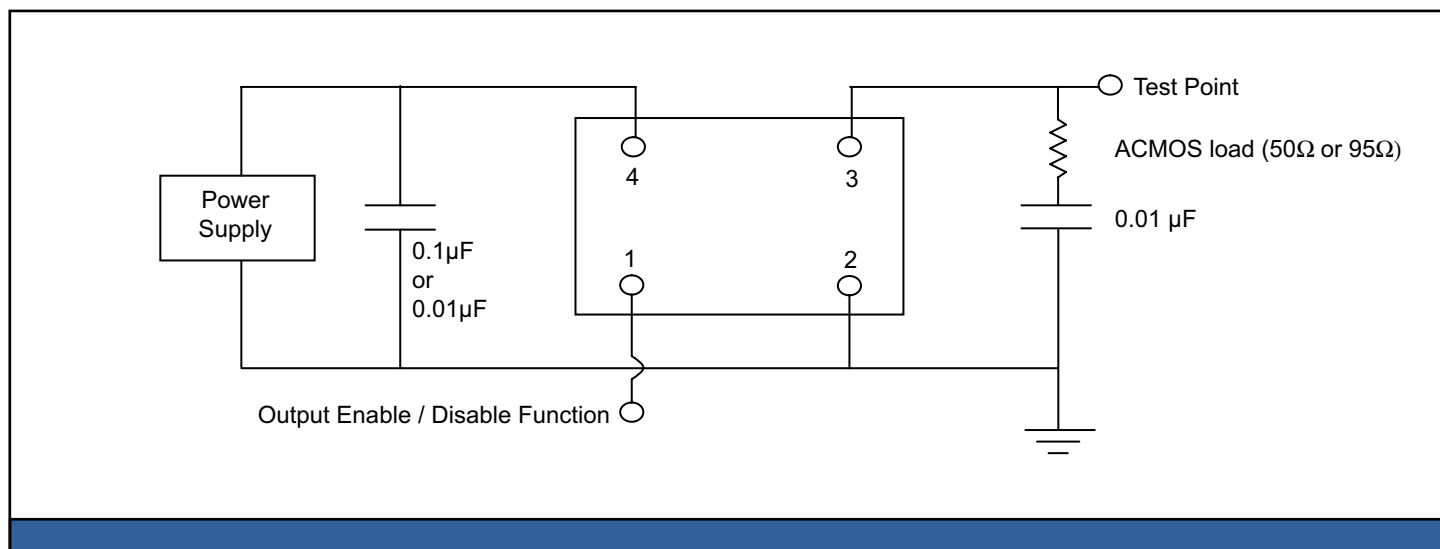 Test Point
ACMOS load (50Ω or 95Ω)
4
3
Power
Supply
0.01 µF
0.1µF
or
0.01µF
1
2
Output Enable / Disable Function